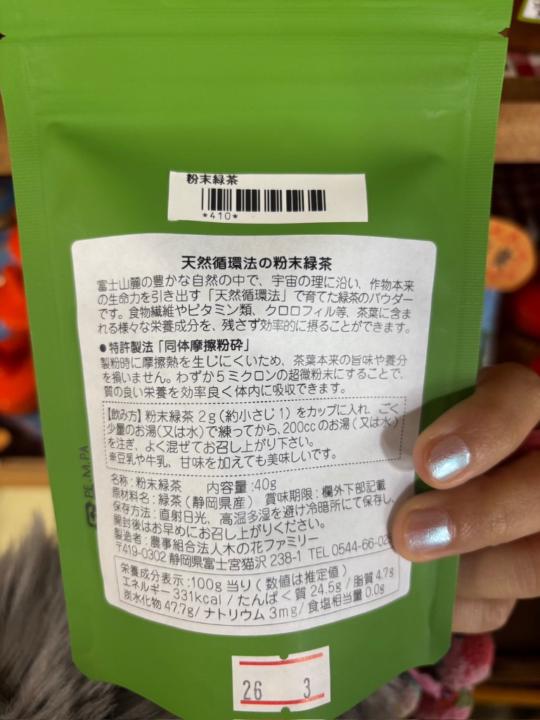 粉末緑茶
*410*
天然循環法の粉末緑茶
富士山麓の豊かな自然の中で、宇宙の理に沿い、作物本来
の生命力を引き出す「天然循環法」で育てた緑茶のパウダー
です。食物繊維やビタミン類、クロロフィル等、茶葉に含ま
れる様々な栄養成分を、残さず効率的に摂ることができます。
●特許製法「同体摩擦粉砕」
製粉時に摩擦熱を生じにくいため、茶葉本来の旨味や養分
を損いません。わずか5ミクロンの超微粉末にすることで、
質の良い栄養を効率良く体内に吸収できます。
【飲み方】粉末緑茶2g(約小さじ1)をカップに入れ ごく
少量のお湯(又は水)で練ってから、200ccのお湯(又は水)
を注ぎ、よく混ぜてお召し上がり下さい。
※豆乳や牛乳、甘味を加えても美味しいです。
名称:粉末緑茶 内容量:40g
原材料名:緑茶(静岡県産) 賞味期限:欄外下部記載
保存方法:直射日光、高温多湿を避け冷暗所にて保存し、
開封後はお早めにお召し上がりください。
製造者:農事組合法人木の花ファミリー
〒419-0302 静岡県富士宮猫沢 238-1 TEL 0544-66-02
栄養成分表示:100g当り(数値は推定値)
エネルギー 331kcal/たんぱく質 24.5g/脂質 4.7g
炭水化物 47.7g/ナトリウム 3mg/食塩相当量 0.0g
PE, M, PA
26 3